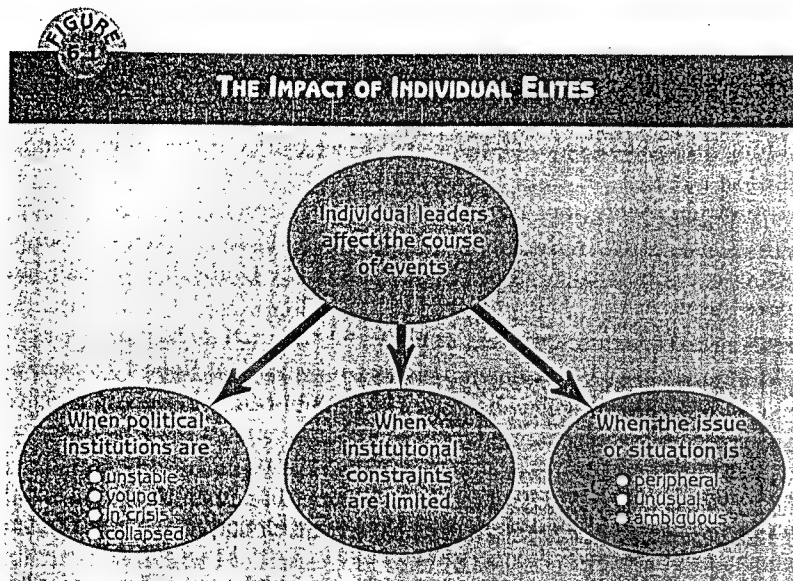 FIGURE
6-1
THE IMPACT OF INDIVIDUAL ELITES
Individual leaders
affect the course
of events
When political
institutions are
unstable
young
in crisis
collapsed
When
institutional
constraints
are limited
When the issue
or situation is
peripheral
unusual
ambiguous